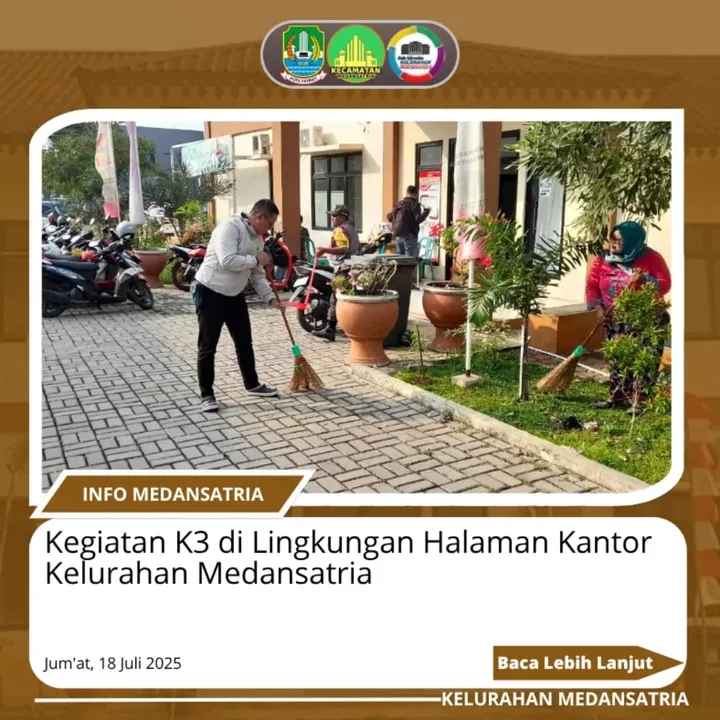 KECAMATAN
INFO MEDANSATRIA
Kegiatan K3 di Lingkungan Halaman Kantor
Kelurahan Medansatria
Jum'at, 18 Juli 2025
Baca Lebih Lanjut
KELURAHAN MEDANSATRIA